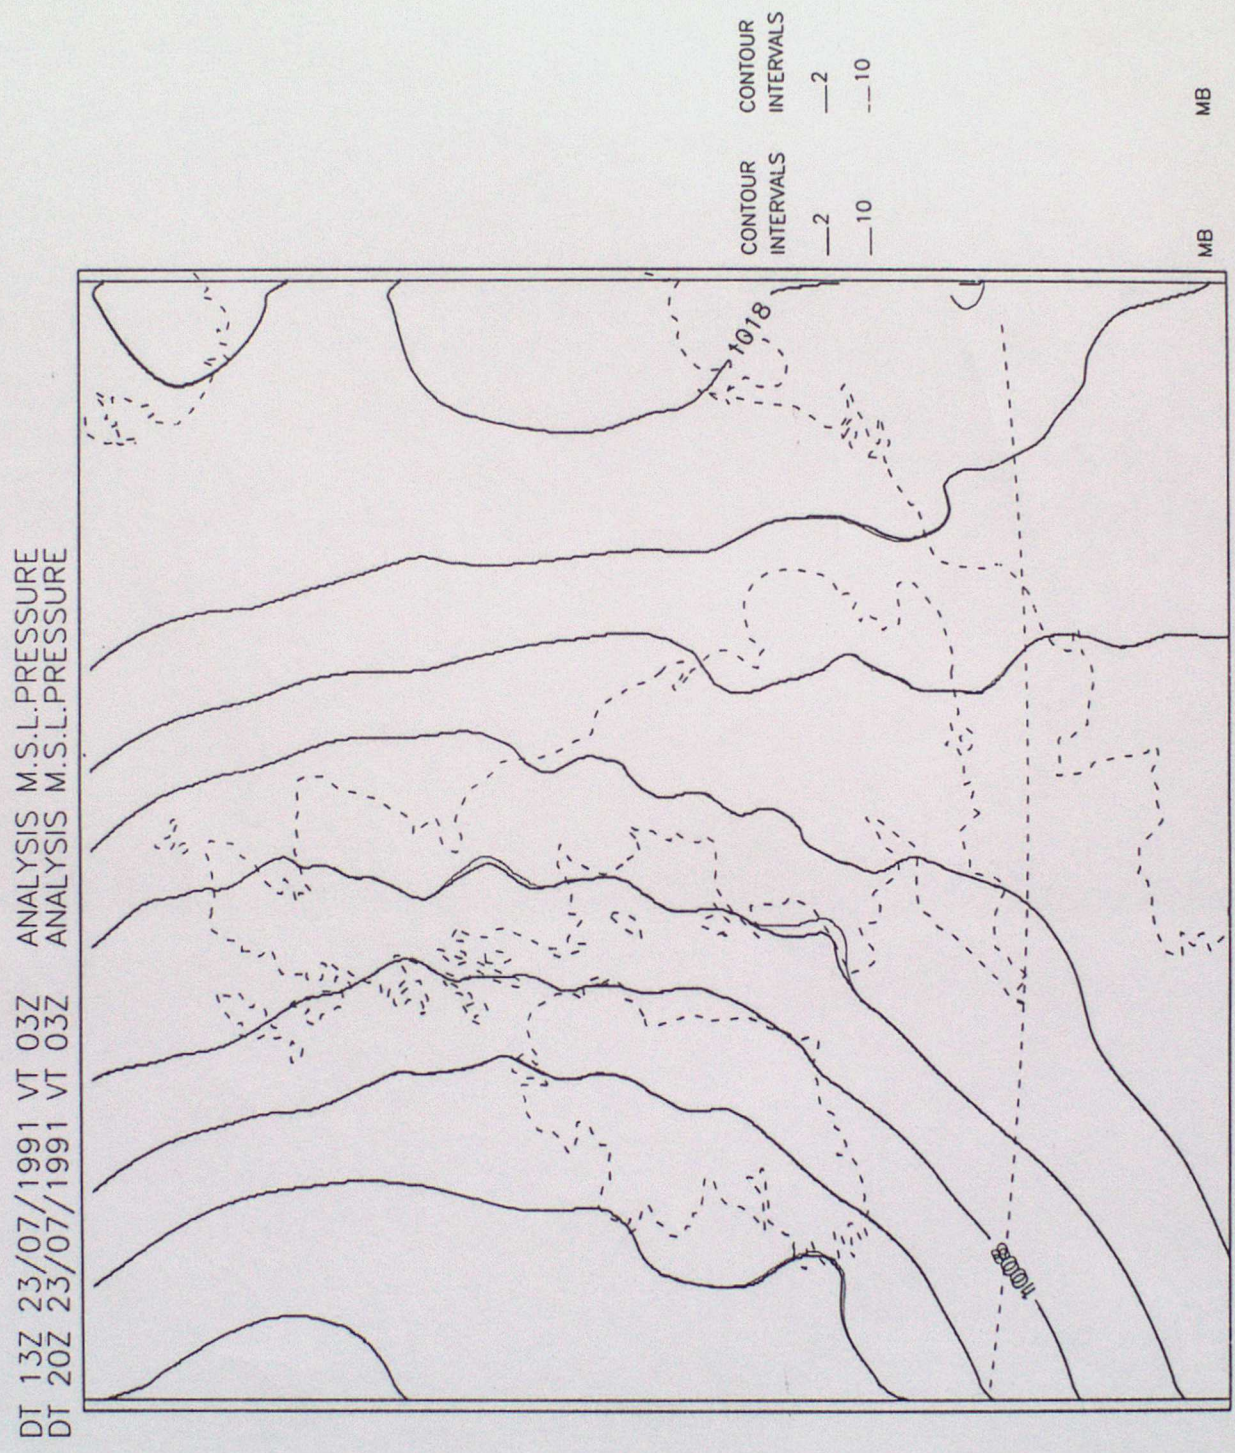 DT 13Z 23/07/1991 VT 03Z ANALYSIS M.S.L.PRESSURE
DT 20Z 23/07/1991 VT 03Z ANALYSIS M.S.L.PRESSURE
1008
1018
CONTOUR
INTERVALS
2
10
MB
CONTOUR
INTERVALS
2
10
MB